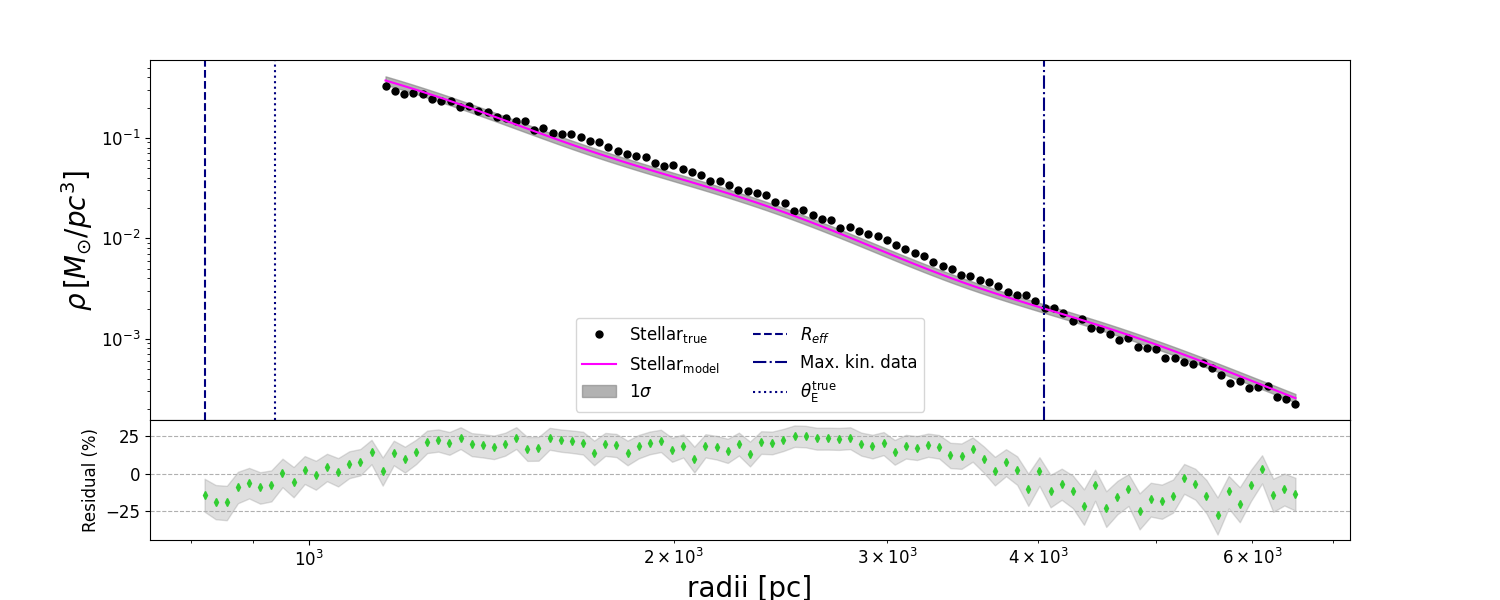 ρ [M⊙/pc³]
10⁻¹
10⁻²
10⁻³
Stellar_true
Stellar_model
1σ
R_eff
Max. kin. data
θ_E^true
Residual (%)
25
0
−25
10³
2 × 10³
3 × 10³
4 × 10³
6 × 10³
radii [pc]